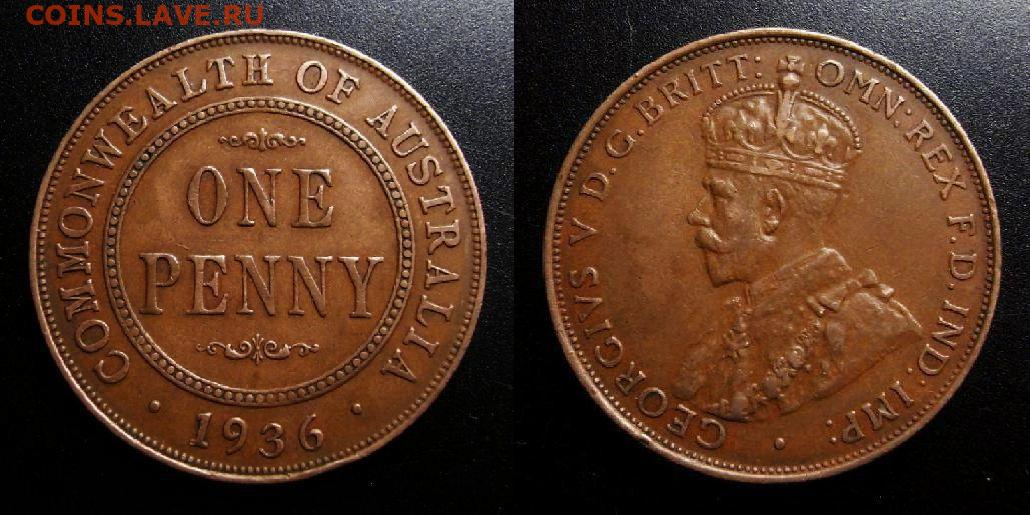 COINS.LAVE.RU
COMMONWEALTH OF AUSTRALIA
ONE
PENNY
· 1936 ·
GEORGIVS V D.G.BRITT: OMN: REX F.D.IND:IMP: ·